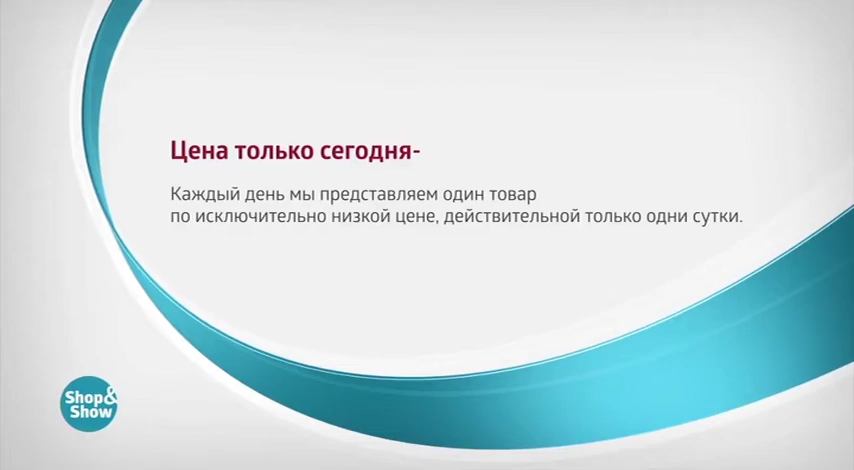 Цена только сегодня-
Каждый день мы представляем один товар
по исключительно низкой цене, действительной только одни сутки.
Shop&
Show